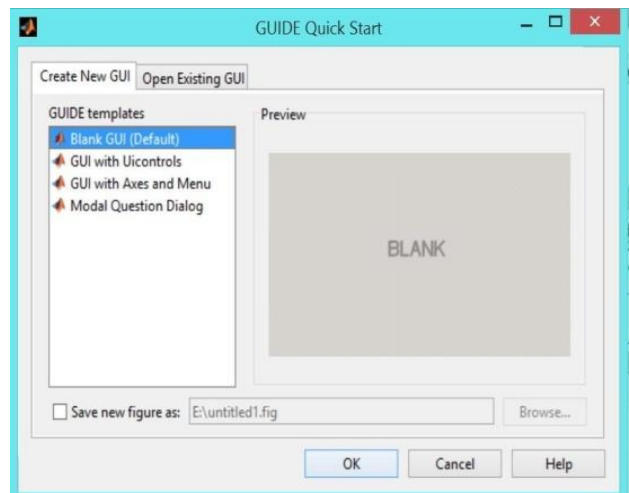 GUIDE Quick Start
Create New GUI
Open Existing GUI
GUIDE templates
Blank GUI (Default)
GUI with Uicontrols
GUI with Axes and Menu
Modal Question Dialog
Preview
BLANK
Save new figure as:
E:\untitled1.fig
Browse...
OK
Cancel
Help